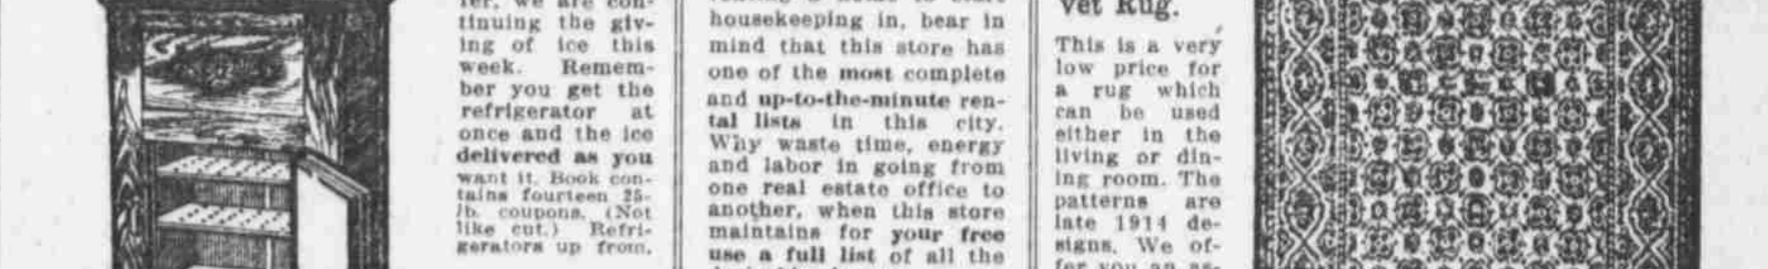 fer, we are con-
tinuing the giv-
ing of ice this
week. Remem-
ber you get the
refrigerator at
once and the ice
delivered as you
want it. Book con-
tains fourteen 25-
lb. coupons. (Not
like cut.) Refri-
gerators up from,
housekeeping in, bear in
mind that this store has
one of the most complete
and up-to-the-minute ren-
tal lists in this city.
Why waste time, energy
and labor in going from
one real estate office to
another, when this store
maintains for your free
use a full list of all the
vet Rug.
This is a very
low price for
a rug which
can be used
either in the
living or din-
ing room. The
patterns are
late 1914 de-
signs. We of-
fer you an as-